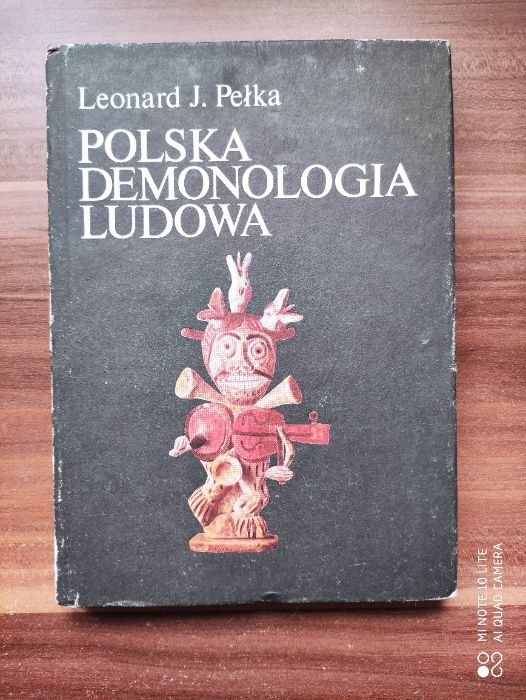 Leonard J. Pełka
POLSKA
DEMONOLOGIA
LUDOWA
MI NOTE 10 LITE
AI QUAD CAMERA